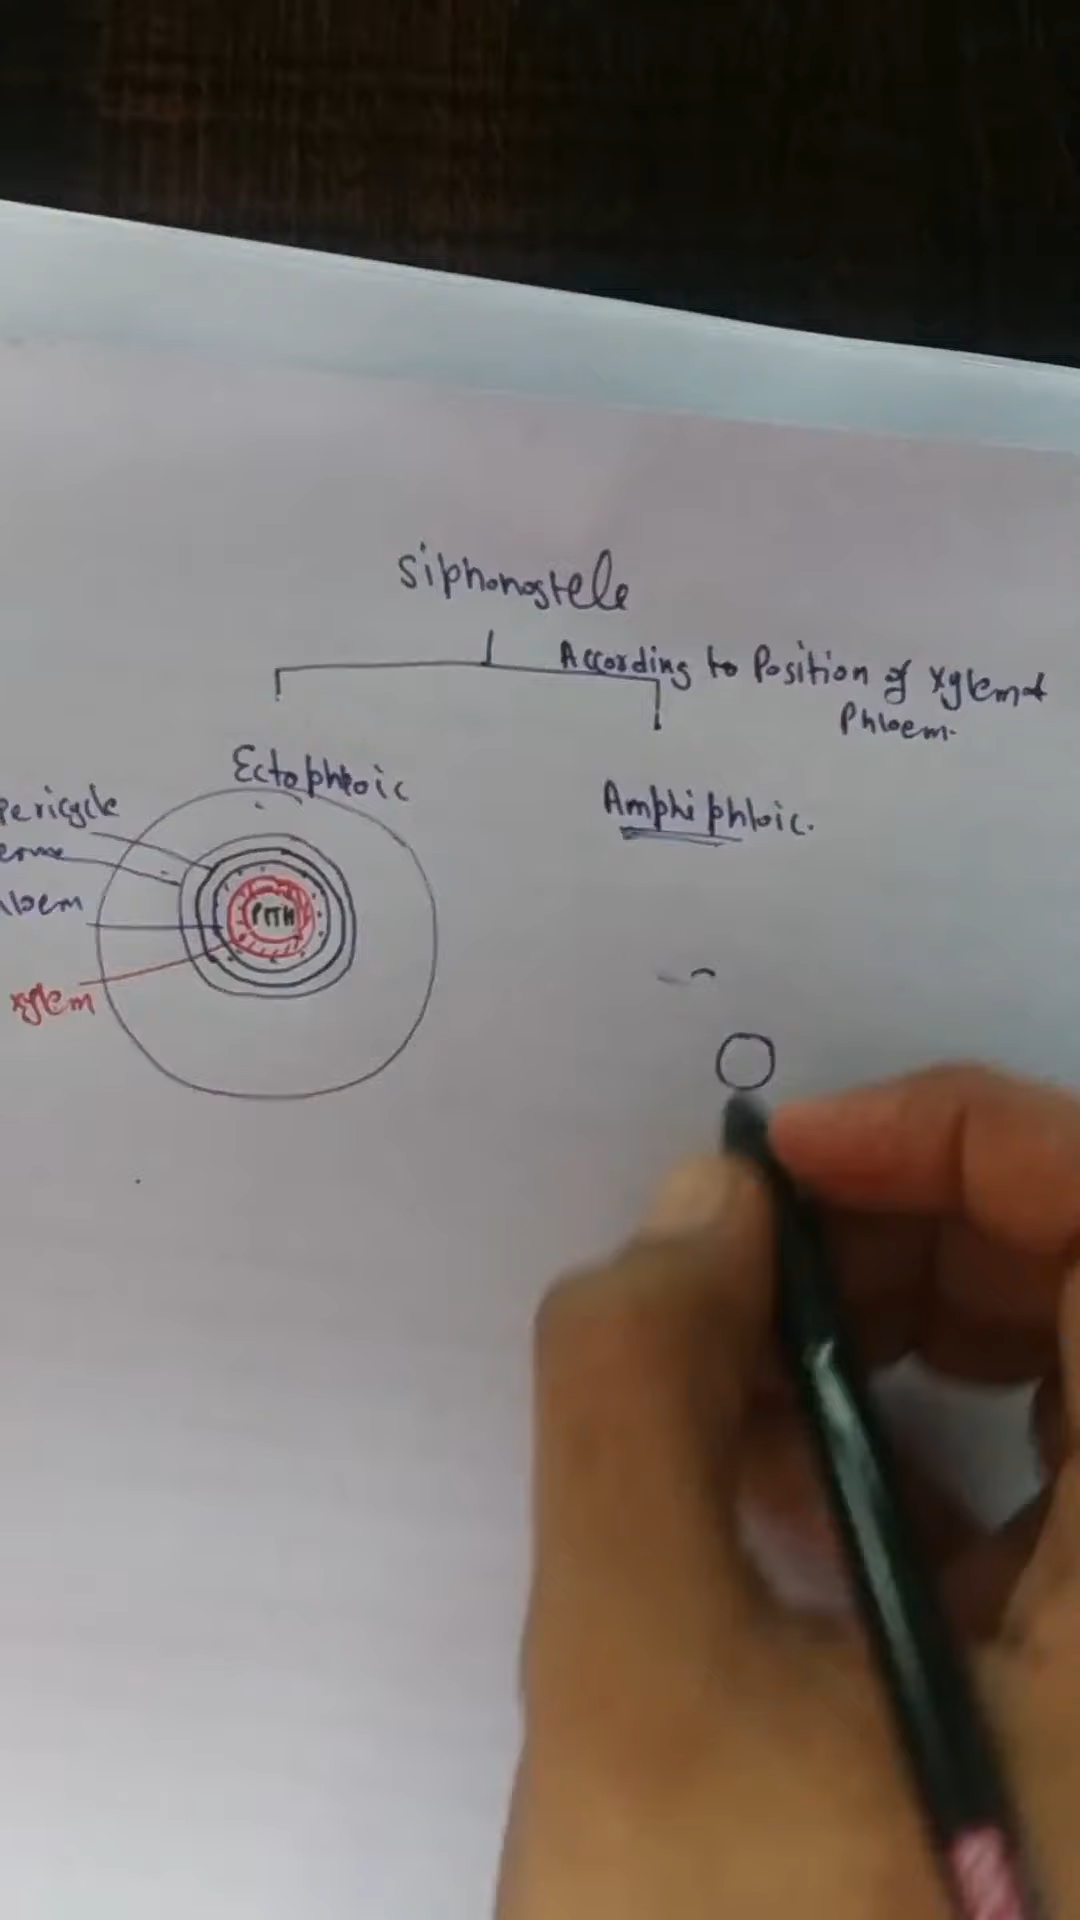 Siphonostele
According to Position of xylem &
Phloem.
Ectophloic
Amphiphloic.
Pericycle
PITH
xylem